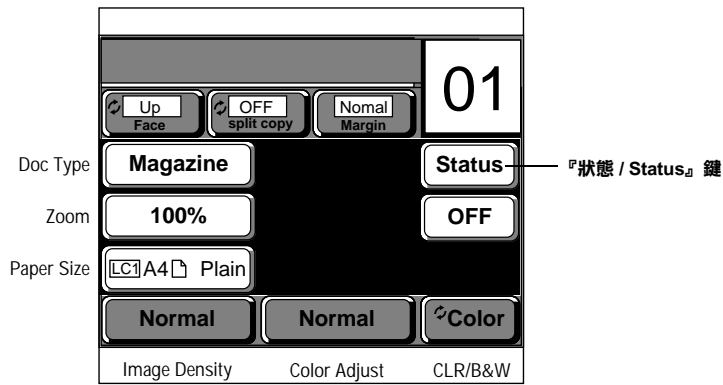 01
Up
OFF
Nomal
Face
split copy
Margin
Doc Type
Magazine
Status
『狀態 / Status』鍵
Zoom
100%
OFF
Paper Size
LC1 A4 Plain
Normal
Normal
Color
Image Density
Color Adjust
CLR/B&W